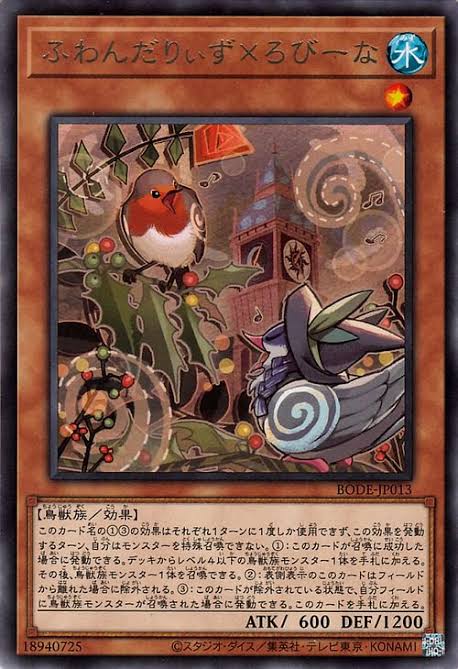 ふわんだりぃず×ろびーな
水
BODE-JP013
【鳥獣族/効果】
このカード名の①③の効果はそれぞれ1ターンに1度しか使用できず、この効果を発動
するターン、自分はモンスターを特殊召喚できない。①:このカードが召喚に成功した
場合に発動できる。デッキからレベル4以下の鳥獣族モンスター1体を手札に加える。
その後、鳥獣族モンスター1体を召喚できる。②:表側表示のこのカードはフィールド
から離れた場合に除外される。③:このカードが除外されている状態で、自分フィールド
に鳥獣族モンスターが召喚された場合に発動できる。このカードを手札に加える。
ATK/ 600 DEF/1200
18940725
©スタジオ・ダイス/集英社・テレビ東京・KONAMI